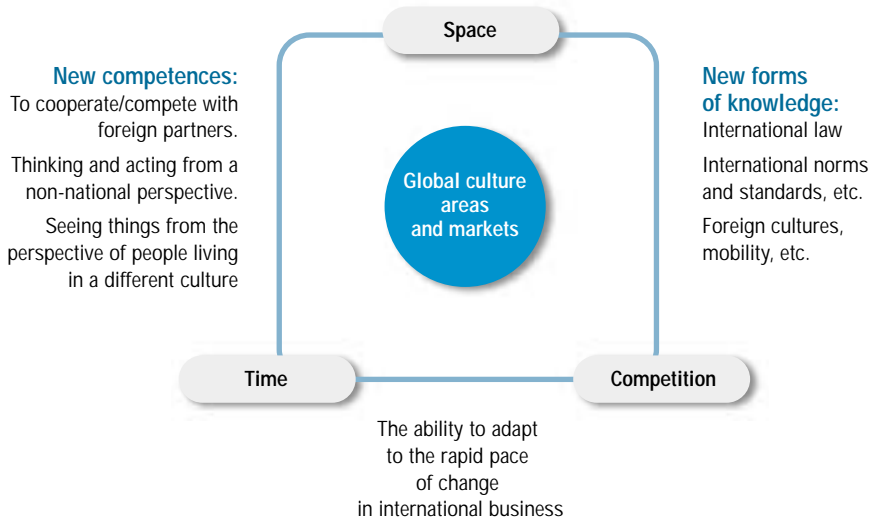 Space
New competences:
To cooperate/compete with
foreign partners.
Thinking and acting from a
non-national perspective.
Seeing things from the
perspective of people living
in a different culture
Global culture
areas
and markets
New forms
of knowledge:
International law
International norms
and standards, etc.
Foreign cultures,
mobility, etc.
Time
Competition
The ability to adapt
to the rapid pace
of change
in international business